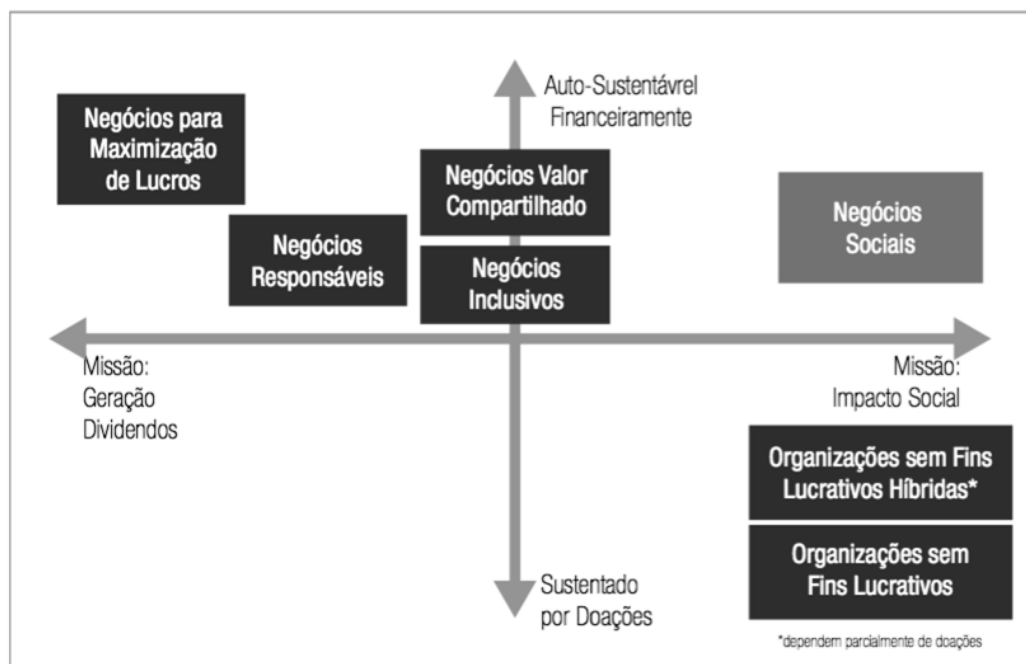 Auto-Sustentávrel
Financeiramente
Negócios para
Maximização
de Lucros
Negócios Valor
Compartilhado
Negócios
Sociais
Negócios
Responsáveis
Negócios
Inclusivos
Missão:
Geração
Dividendos
Missão:
Impacto Social
Organizações sem Fins
Lucrativos Híbridas*
Organizações sem
Fins Lucrativos
Sustentado
por Doações
*dependem parcialmente de doações